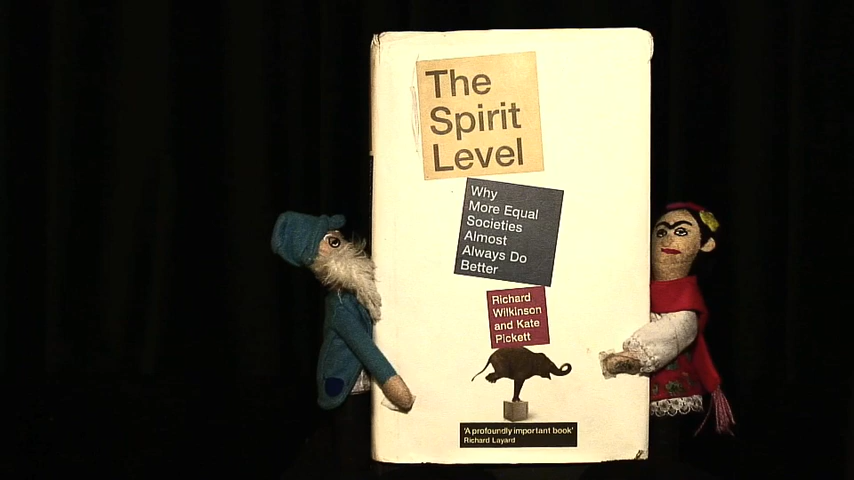 The
Spirit
Level
Why
More Equal
Societies
Almost
Always Do
Better
Richard
Wilkinson
and Kate
Pickett
'A profoundly important book'
Richard Layard